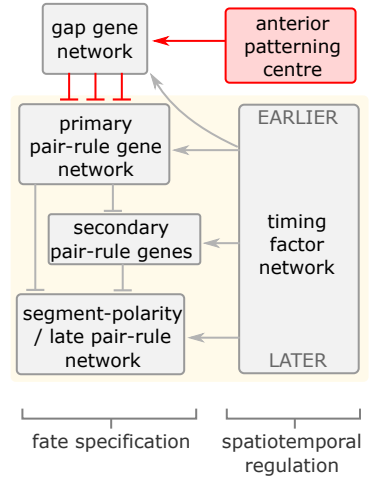 gap gene
network
anterior
patterning
centre
primary
pair-rule gene
network
EARLIER
secondary
pair-rule genes
timing
factor
network
segment-polarity
/ late pair-rule
network
LATER
fate specification
spatiotemporal
regulation